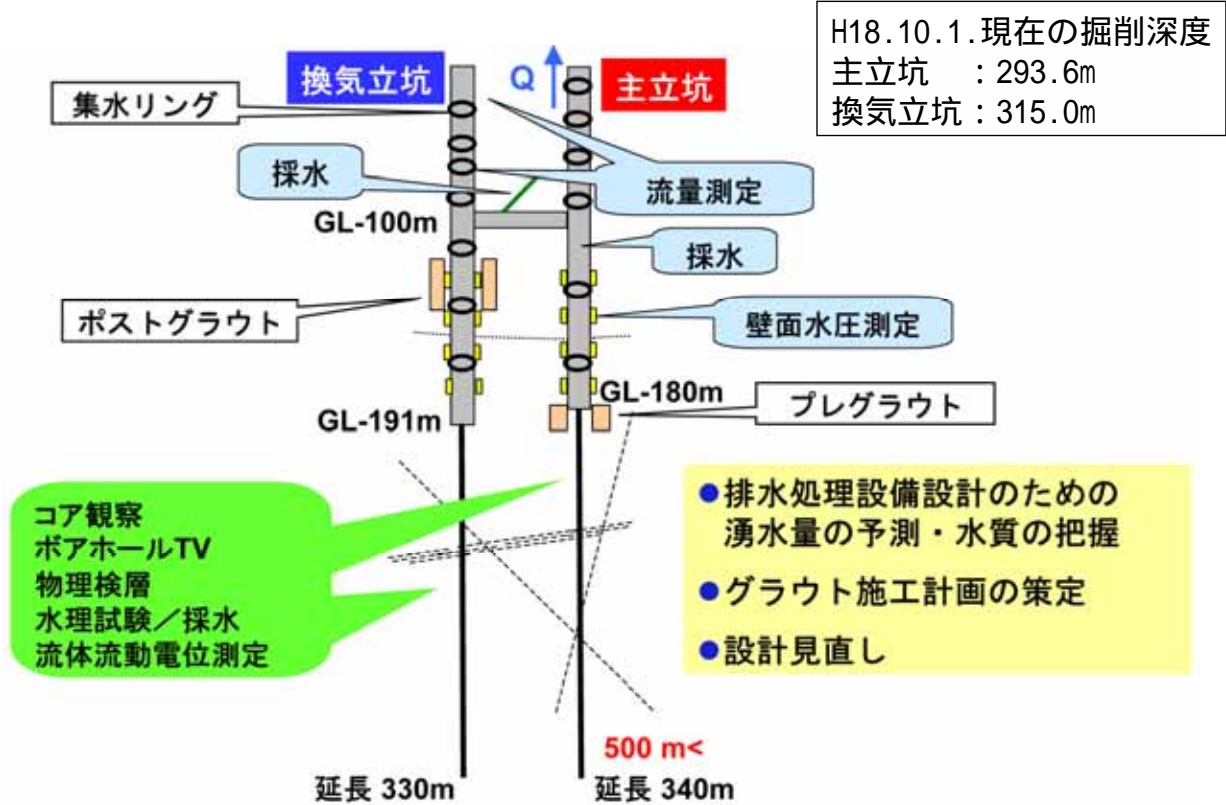 H18.10.1.現在の掘削深度
主立坑　：293.6m
換気立坑：315.0m
換気立坑
Q
主立坑
集水リング
採水
流量測定
GL-100m
採水
ポストグラウト
壁面水圧測定
GL-180m
プレグラウト
GL-191m
コア観察
ボアホールTV
物理検層
水理試験／採水
流体流動電位測定
●排水処理設備設計のための
湧水量の予測・水質の把握
●グラウト施工計画の策定
●設計見直し
500 m<
延長 330m
延長 340m